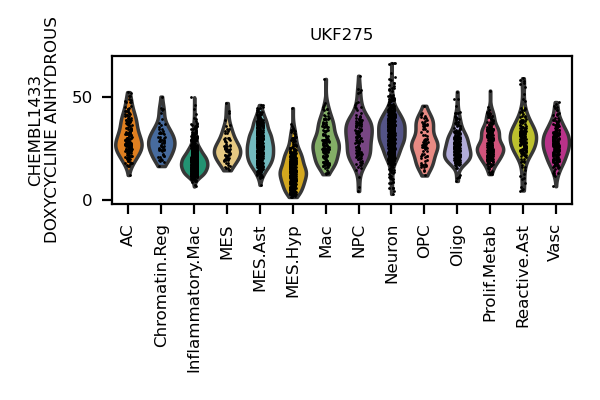 UKF275
CHEMBL1433
DOXYCYCLINE ANHYDROUS
50
0
AC
Chromatin.Reg
Inflammatory.Mac
MES
MES.Ast
MES.Hyp
Mac
NPC
Neuron
OPC
Oligo
Prolif.Metab
Reactive.Ast
Vasc